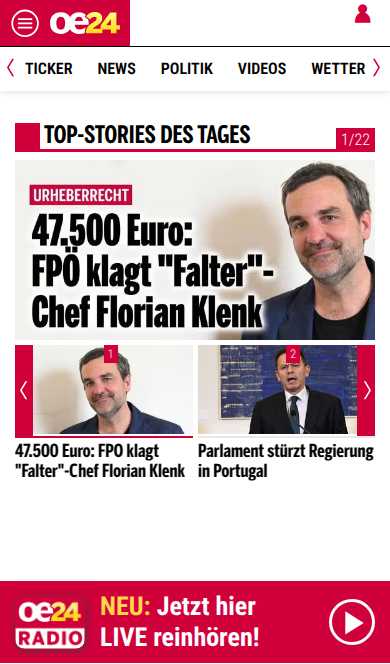 oe24
TICKER NEWS POLITIK VIDEOS WETTER
TOP-STORIES DES TAGES
1/22
URHEBERRECHT
47.500 Euro:
FPÖ klagt "Falter"-
Chef Florian Klenk
1
2
47.500 Euro: FPÖ klagt
"Falter"-Chef Florian Klenk
Parlament stürzt Regierung
in Portugal
oe24
RADIO
NEU: Jetzt hier
LIVE reinhören!